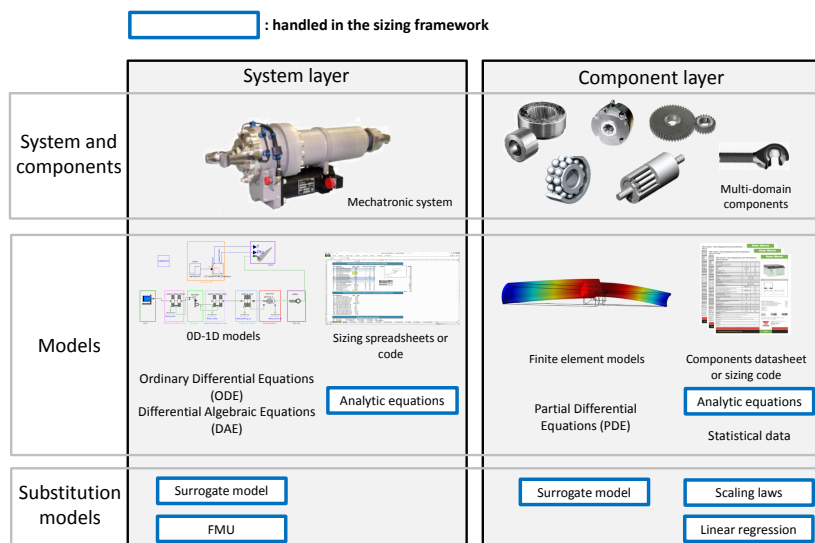 : handled in the sizing framework
System layer
Component layer
System and
components
Mechatronic system
Multi-domain
components
Models
0D-1D models
Sizing spreadsheets or
code
Finite element models
Components datasheet
or sizing code
Ordinary Differential Equations
(ODE)
Differential Algebraic Equations
(DAE)
Analytic equations
Partial Differential
Equations (PDE)
Analytic equations
Statistical data
Substitution
models
Surrogate model
FMU
Surrogate model
Scaling laws
Linear regression